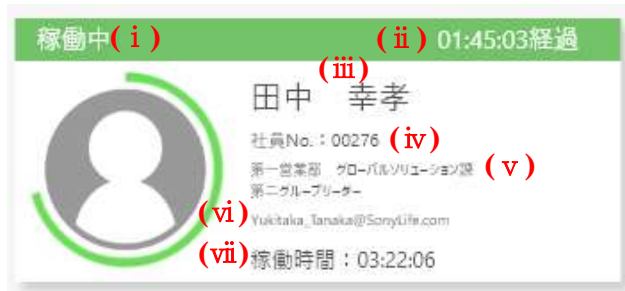 稼働中(ⅰ) (ⅱ) 01:45:03経過
(ⅲ)
田中　幸孝
社員No.：00276 (ⅳ)
第一営業部　グローバルソリューション課 (ⅴ)
第二グループリーダー
(ⅵ) Yukitaka_Tanaka@SonyLife.com
(ⅶ) 稼働時間：03:22:06